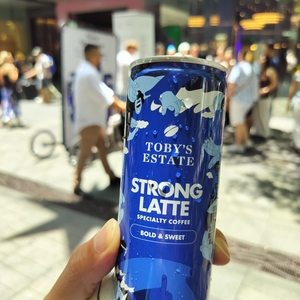 TOBY'S
ESTATE
STRONG
LATTE
SPECIALTY COFFEE
BOLD & SWEET